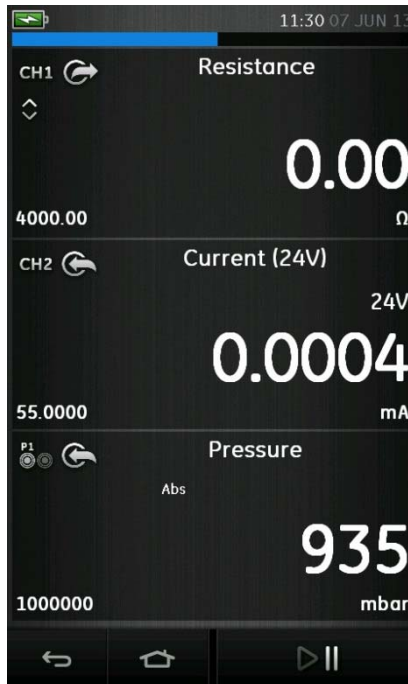 11:30 07 JUN 13
CH1
Resistance
0.00
4000.00
Ω
CH2
Current (24V)
24V
0.0004
55.0000
mA
P1
Pressure
Abs
935
1000000
mbar